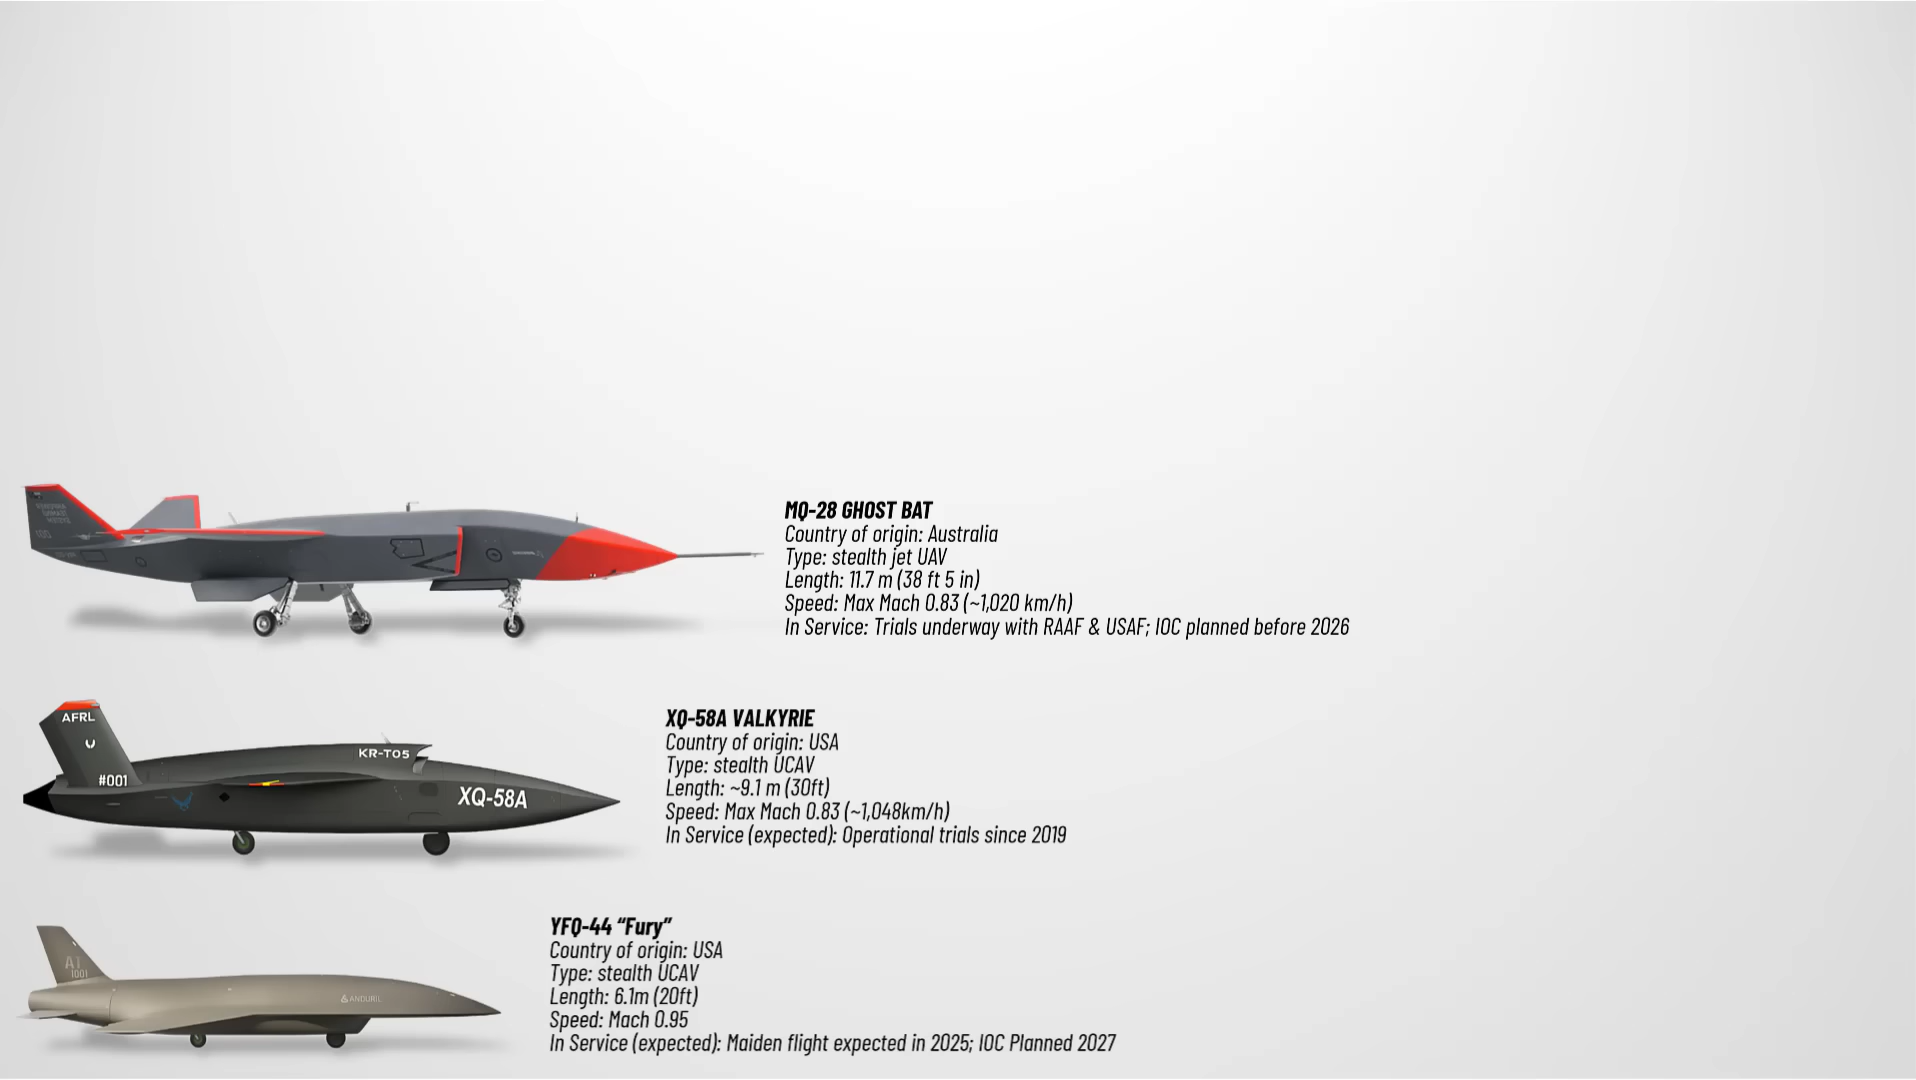 MQ-28 GHOST BAT
Country of origin: Australia
Type: stealth jet UAV
Length: 11.7 m (38 ft 5 in)
Speed: Max Mach 0.83 (~1,020 km/h)
In Service: Trials underway with RAAF & USAF; IOC planned before 2026
AFRL
#001
KR-T05
XQ-58A
XQ-58A VALKYRIE
Country of origin: USA
Type: stealth UCAV
Length: ~9.1 m (30ft)
Speed: Max Mach 0.83 (~1,048km/h)
In Service (expected): Operational trials since 2019
1001
ANDURIL
YFQ-44 “Fury”
Country of origin: USA
Type: stealth UCAV
Length: 6.1m (20ft)
Speed: Mach 0.95
In Service (expected): Maiden flight expected in 2025; IOC Planned 2027